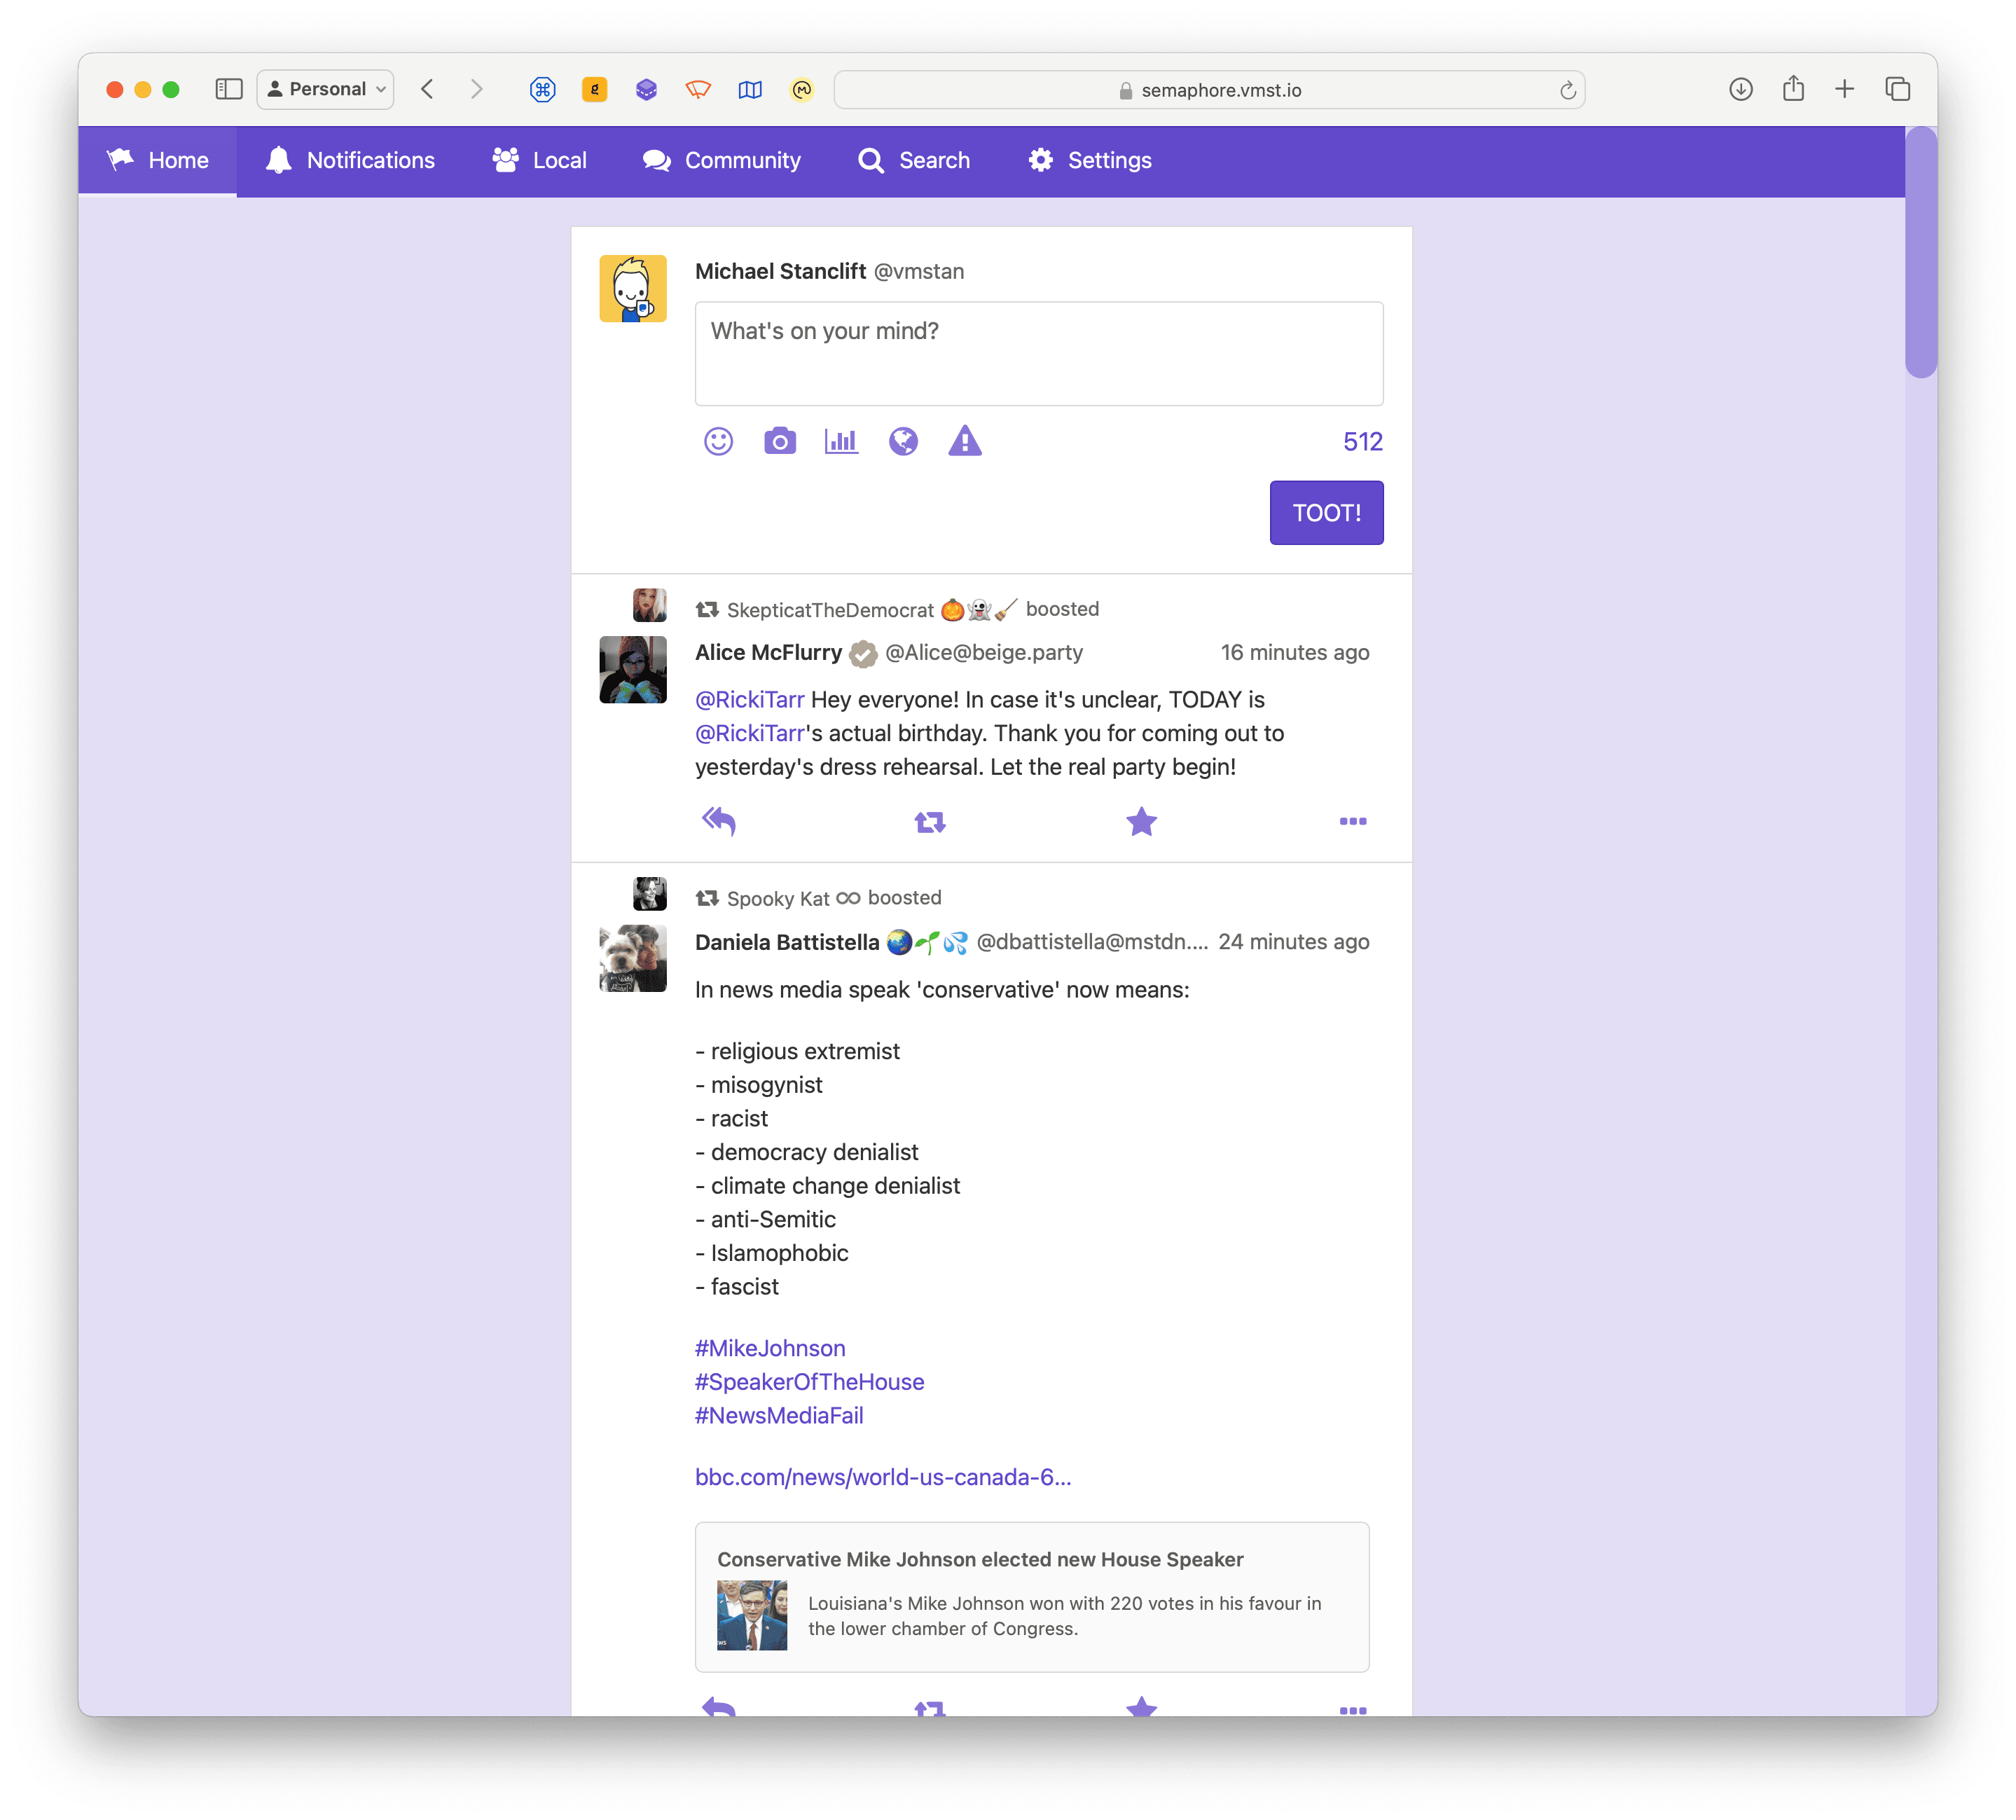 Personal
semaphore.vmst.io
Home Notifications Local Community Search Settings
Michael Stanclift @vmstan
What's on your mind?
512
TOOT!
SkepticatTheDemocrat 🎃👻🧹 boosted
Alice McFlurry @Alice@beige.party 16 minutes ago
@RickiTarr Hey everyone! In case it's unclear, TODAY is
@RickiTarr's actual birthday. Thank you for coming out to
yesterday's dress rehearsal. Let the real party begin!
Spooky Kat ♾ boosted
Daniela Battistella 🌏🌱💦 @dbattistella@mstdn.... 24 minutes ago
In news media speak 'conservative' now means:
- religious extremist
- misogynist
- racist
- democracy denialist
- climate change denialist
- anti-Semitic
- Islamophobic
- fascist
#MikeJohnson
#SpeakerOfTheHouse
#NewsMediaFail
bbc.com/news/world-us-canada-6...
Conservative Mike Johnson elected new House Speaker
Louisiana's Mike Johnson won with 220 votes in his favour in
the lower chamber of Congress.